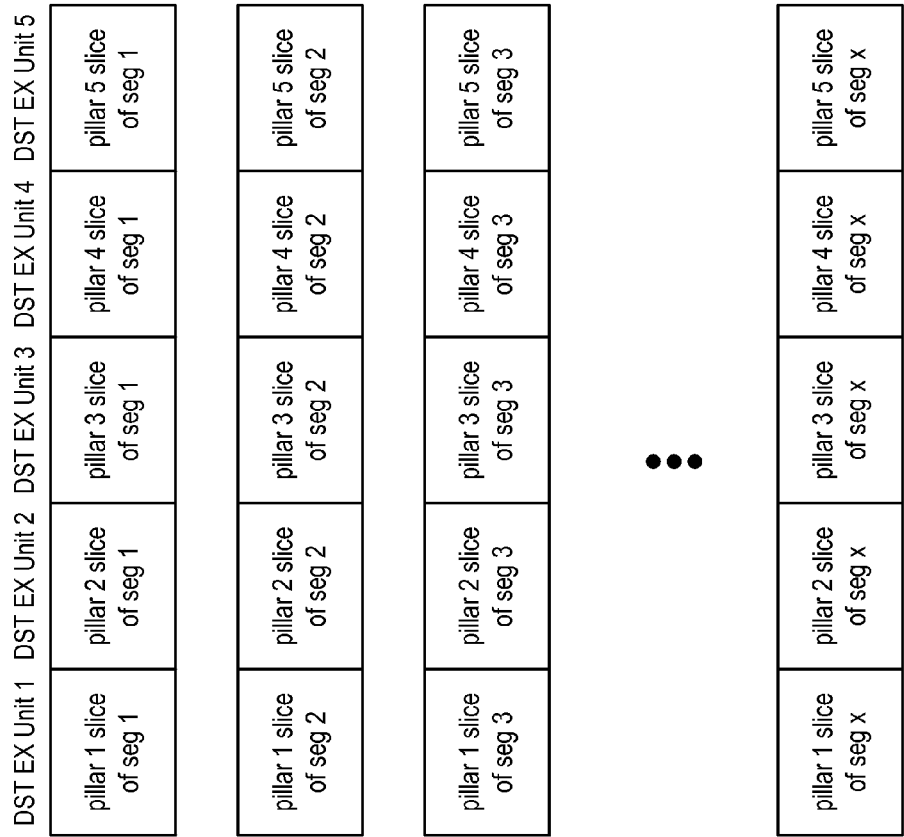 DST EX Unit 1
DST EX Unit 2
DST EX Unit 3
DST EX Unit 4
DST EX Unit 5
pillar 1 slice
of seg 1
pillar 2 slice
of seg 1
pillar 3 slice
of seg 1
pillar 4 slice
of seg 1
pillar 5 slice
of seg 1
pillar 1 slice
of seg 2
pillar 2 slice
of seg 2
pillar 3 slice
of seg 2
pillar 4 slice
of seg 2
pillar 5 slice
of seg 2
pillar 1 slice
of seg 3
pillar 2 slice
of seg 3
pillar 3 slice
of seg 3
pillar 4 slice
of seg 3
pillar 5 slice
of seg 3
pillar 1 slice
of seg x
pillar 2 slice
of seg x
pillar 3 slice
of seg x
pillar 4 slice
of seg x
pillar 5 slice
of seg x